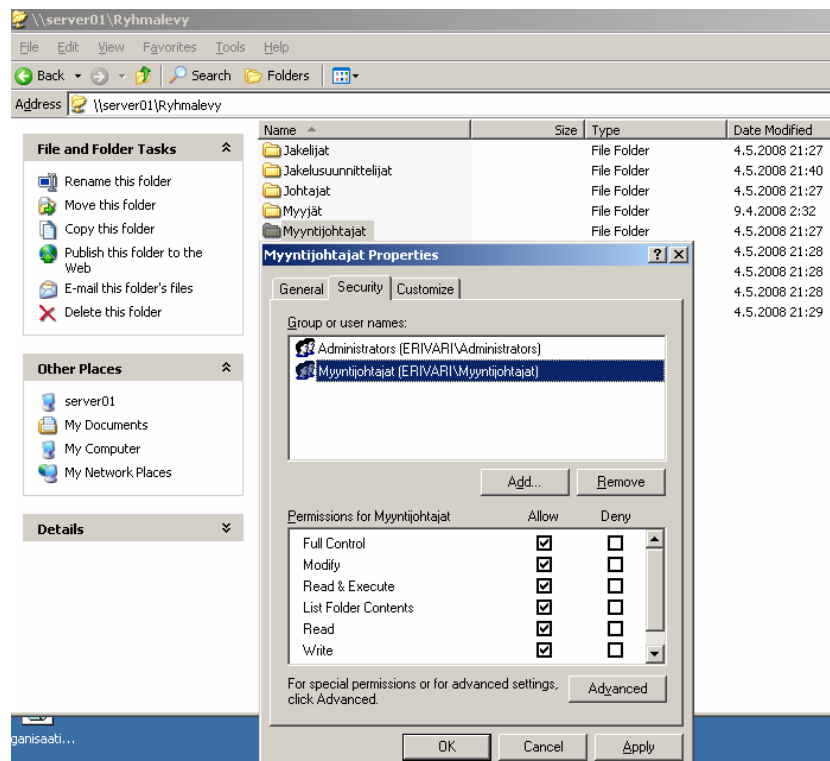 \\server01\Ryhmalevy
File Edit View Favorites Tools Help
Back Search Folders
Address \\server01\Ryhmalevy
File and Folder Tasks
Rename this folder
Move this folder
Copy this folder
Publish this folder to the
Web
E-mail this folder's files
Delete this folder
Other Places
server01
My Documents
My Computer
My Network Places
Details
Name Size Type Date Modified
Jakelijat File Folder 4.5.2008 21:27
Jakelusuunnittelijat File Folder 4.5.2008 21:40
Johtajat File Folder 4.5.2008 21:27
Myyjät File Folder 9.4.2008 2:32
Myyntijohtajat File Folder 4.5.2008 21:27
4.5.2008 21:28
4.5.2008 21:28
4.5.2008 21:28
4.5.2008 21:29
Myyntijohtajat Properties
General Security Customize
Group or user names:
Administrators (ERIVARI\Administrators)
Myyntijohtajat (ERIVARI\Myyntijohtajat)
Add... Remove
Permissions for Myyntijohtajat Allow Deny
Full Control
Modify
Read & Execute
List Folder Contents
Read
Write
For special permissions or for advanced settings,
click Advanced.
Advanced
OK Cancel Apply
ganisaati...